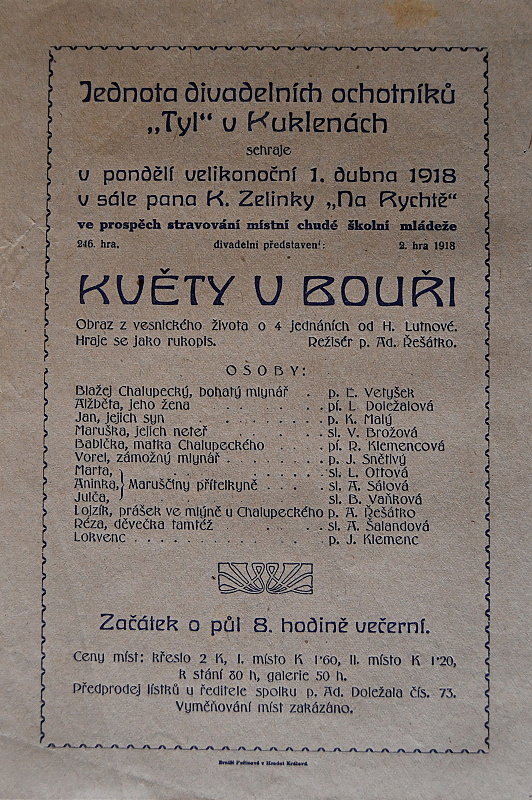 Jednota divadelních ochotníků
„Tyl“ v Kuklenách
sehraje
v pondělí velikonoční 1. dubna 1918
v sále pana K. Zelinky „Na Rychtě“
ve prospěch stravování místní chudé školní mládeže
246. hra. divadelní představení: 2. hra 1918
KVĚTY V BOUŘI
Obraz z vesnického života o 4 jednáních od H. Lutnové.
Hraje se jako rukopis. Režisér p. Ad. Řešátko.
OSOBY:
Blažej Chalupecký, bohatý mlynář . p. E. Vetyšek
Alžběta, jeho žena . . . . . . . pí. L. Doležalová
Jan, jejich syn . . . . . . . . p. K. Malý
Maruška, jejich neteř . . . . . . sl. V. Brožová
Babička, matka Chalupeckého . . . . pí. R. Klemencová
Vorel, zámožný mlynář . . . . . . p. J. Snětivý
Marta, . . . . . . sl. L. Ottová
Aninka, } Maruščiny přítelkyně . . . . sl. A. Sálová
Julča, . . . . . . sl. B. Vaňková
Lojzík, prášek ve mlýně u Chalupeckého p. A. Řešátko
Réza, děvečka tamtéž . . . . . . sl. A. Šalandová
Lokvenc . . . . . . . . . . . p. J. Klemenc
Začátek o půl 8. hodině večerní.
Ceny míst: křeslo 2 K, I. místo K 1·60, II. místo K 1·20,
k stání 80 h, galerie 50 h.
Předprodej lístků u ředitele spolku p. Ad. Doležala čís. 73.
Vyměňování míst zakázáno.